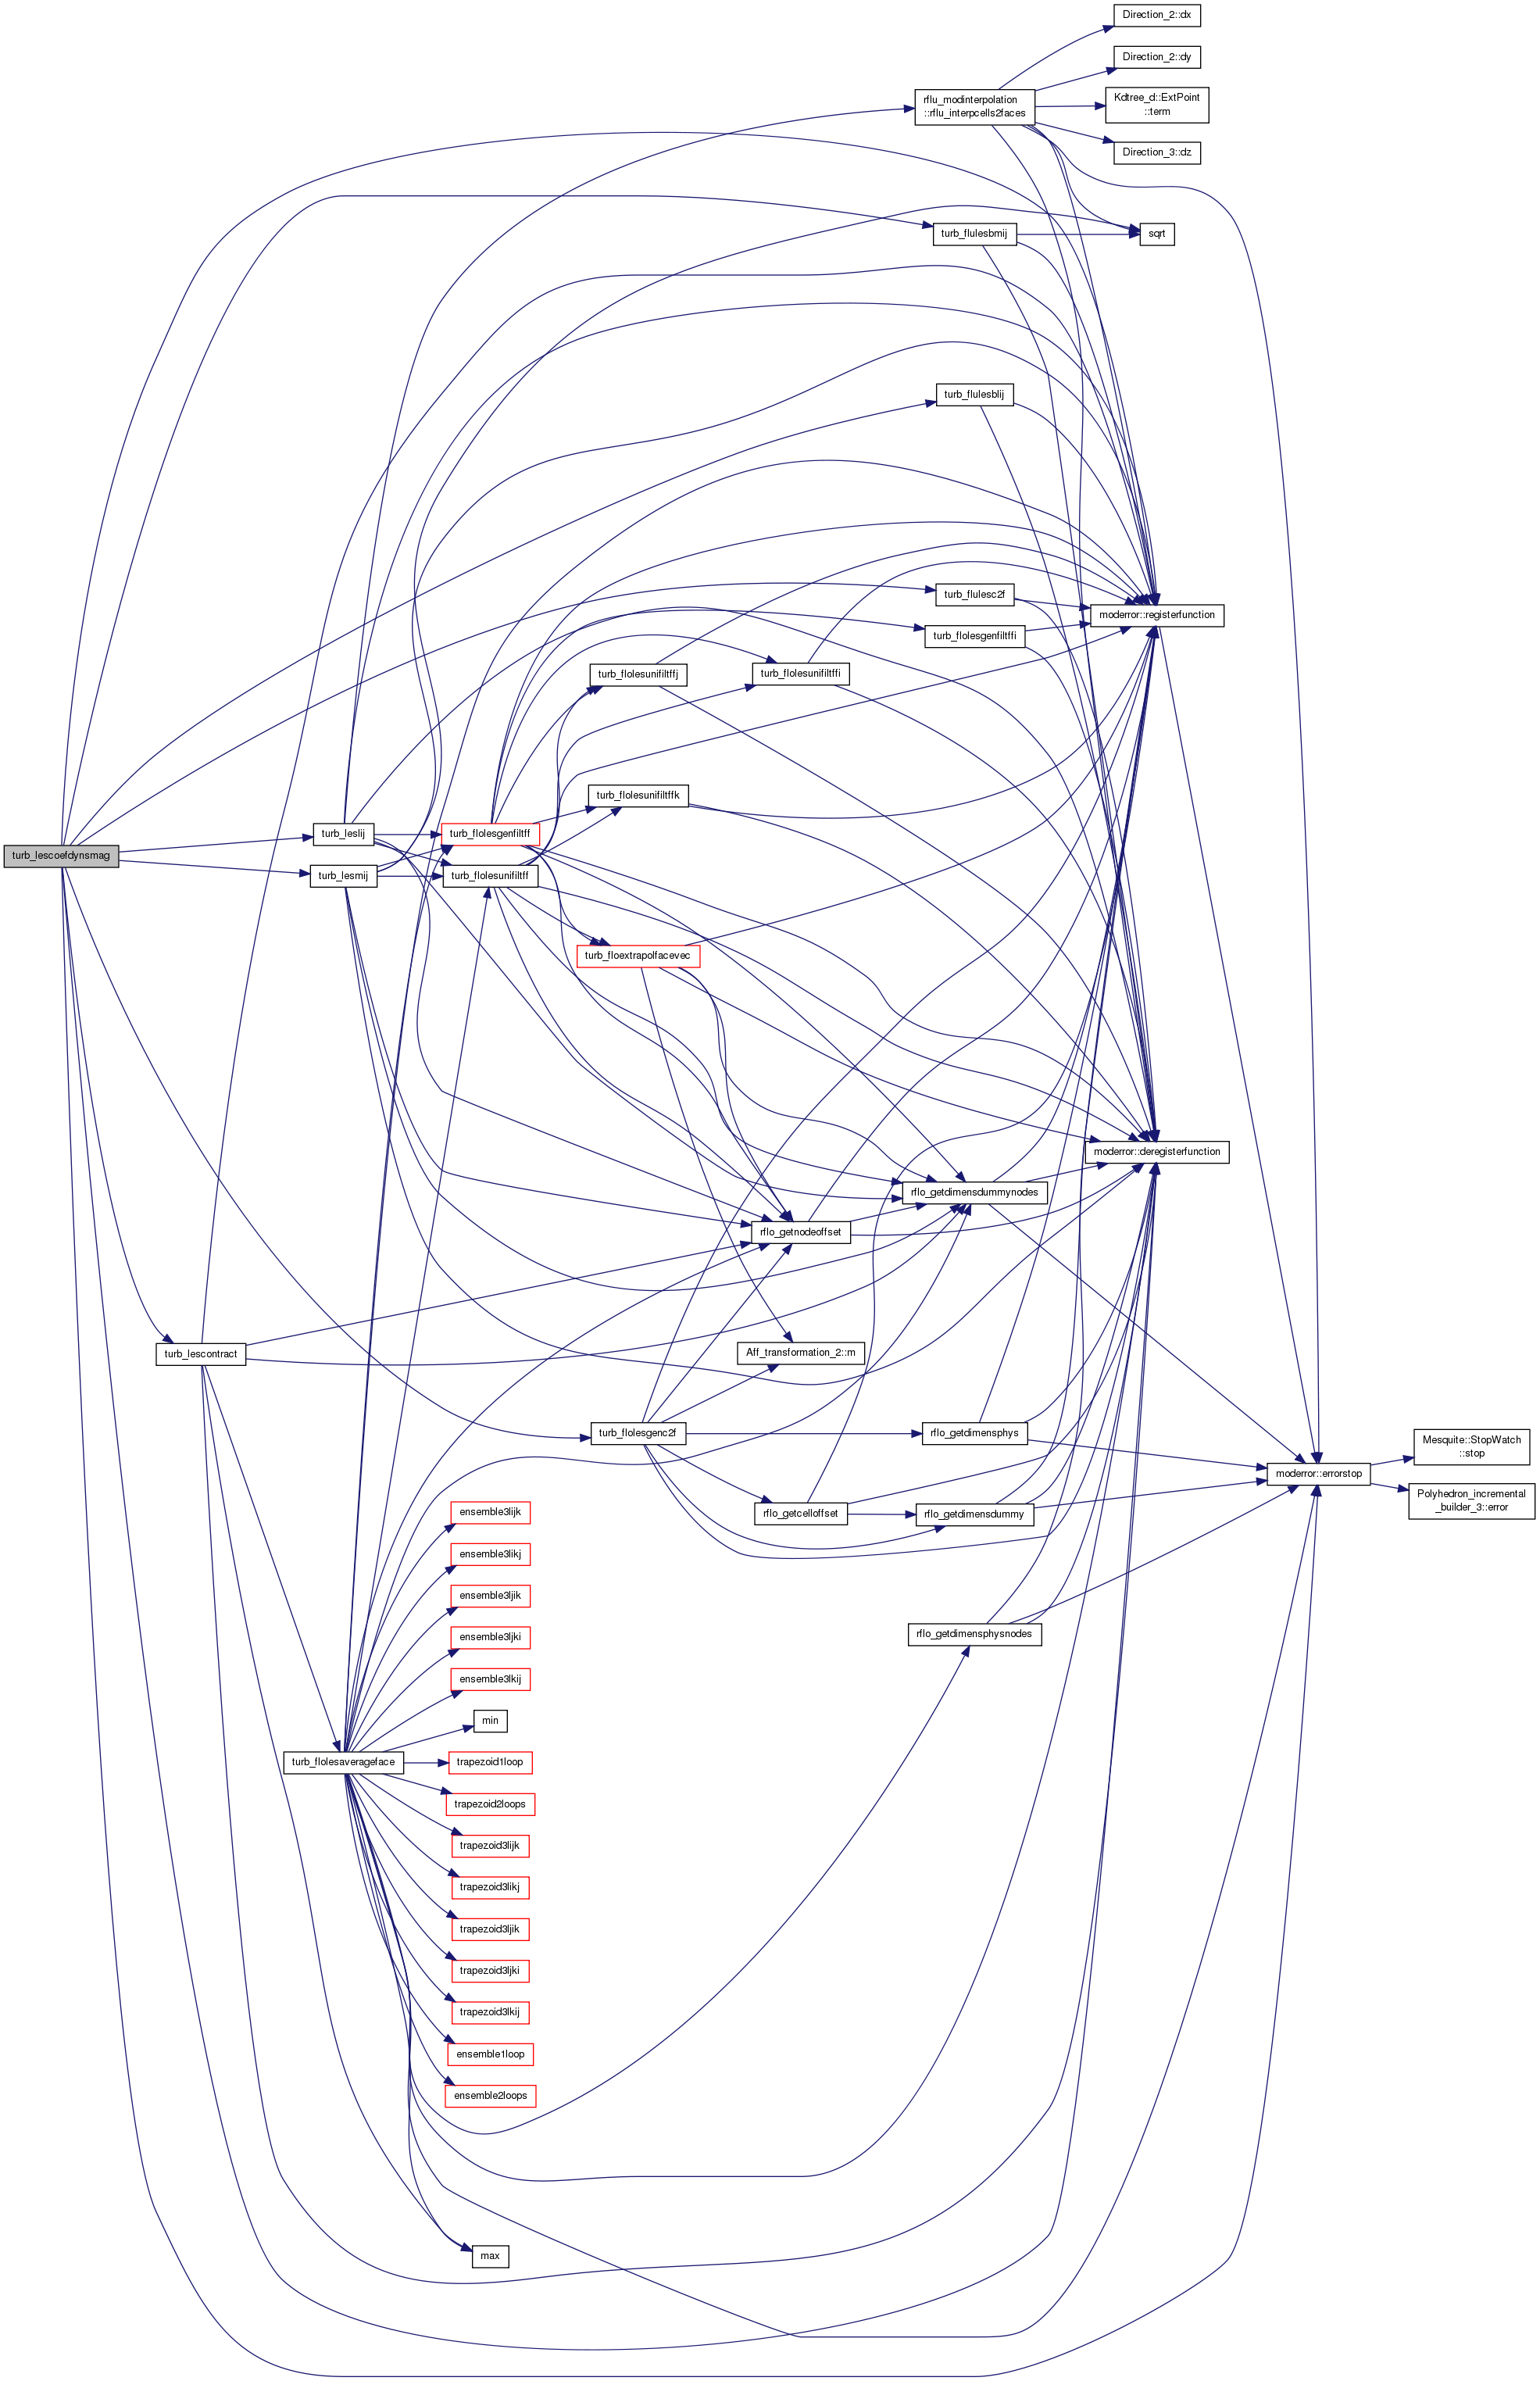 Direction_2::dx
Direction_2::dy
rflu_modinterpolation
::rflu_interpcells2faces
Kdtree_d::ExtPoint
::term
Direction_3::dz
turb_flulesbmij
sqrt
turb_flulesblij
turb_flulesc2f
moderror::registerfunction
turb_flolesgenfiltffi
turb_flolesunifiltffj
turb_flolesunifiltffi
turb_flolesunifiltffk
turb_leslij
turb_flolesgenfiltff
turb_lescoefdynsmag
turb_lesmij
turb_flolesunifiltff
turb_floextrapolfacevec
moderror::deregisterfunction
rflo_getdimensdummynodes
rflo_getnodeoffset
turb_lescontract
Aff_transformation_2::m
turb_flolesgenc2f
rflo_getdimensphys
Mesquite::StopWatch
::stop
moderror::errorstop
Polyhedron_incremental
_builder_3::error
ensemble3lijk
rflo_getcelloffset
rflo_getdimensdummy
ensemble3likj
ensemble3ljik
ensemble3ljki
rflo_getdimensphysnodes
ensemble3lkij
min
turb_flolesaverageface
trapezoid1loop
trapezoid2loops
trapezoid3lijk
trapezoid3likj
trapezoid3ljik
trapezoid3ljki
trapezoid3lkij
ensemble1loop
ensemble2loops
max